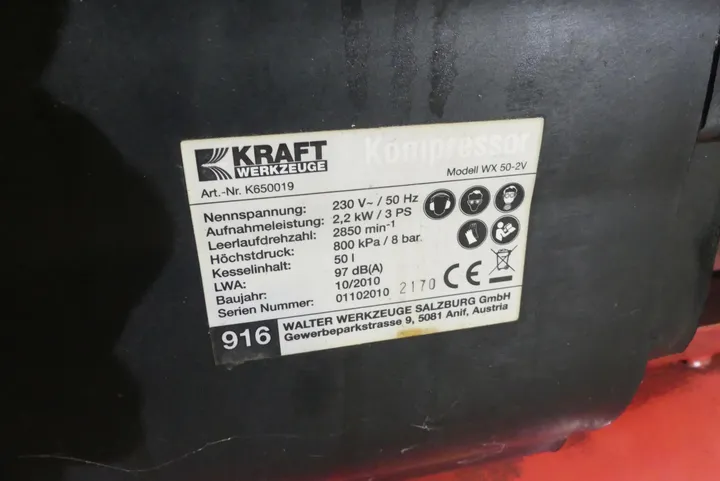 KRAFT
WERKZEUGE
Kompressor
Art.-Nr. K650019
Modell WX 50-2V
Nennspannung: 230 V~ / 50 Hz
Aufnahmeleistung: 2,2 kW / 3 PS
Leerlaufdrehzahl: 2850 min⁻¹
Höchstdruck: 800 kPa / 8 bar.
Kesselinhalt: 50 l
LWA: 97 dB(A)
Baujahr: 10/2010
Serien Nummer: 01102010 2170
CE
916
WALTER WERKZEUGE SALZBURG GmbH
Gewerbeparkstrasse 9, 5081 Anif, Austria